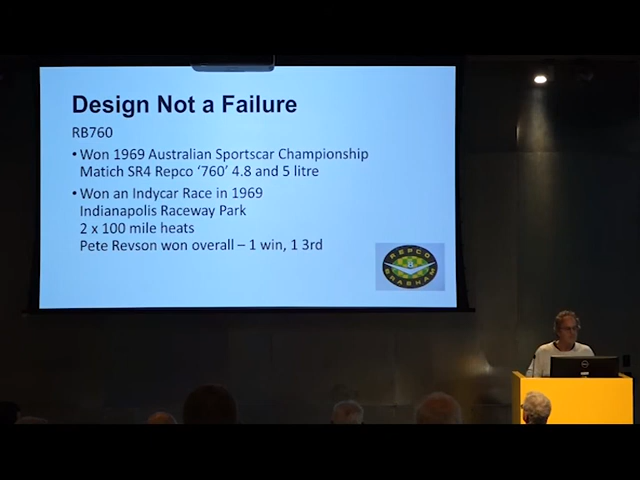 Design Not a Failure
RB760
• Won 1969 Australian Sportscar Championship
Matich SR4 Repco ‘760’ 4.8 and 5 litre
• Won an Indycar Race in 1969
Indianapolis Raceway Park
2 x 100 mile heats
Pete Revson won overall – 1 win, 1 3rd
REPCO
BRABHAM
DELL